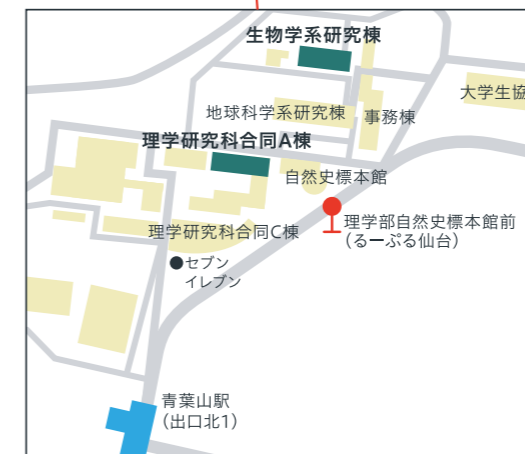 生物学系研究棟
大学生協
地球科学系研究棟
事務棟
理学研究科合同A棟
自然史標本館
理学部自然史標本館前
（るーぷる仙台）
理学研究科合同C棟
セブン
イレブン
青葉山駅
（出口北1）